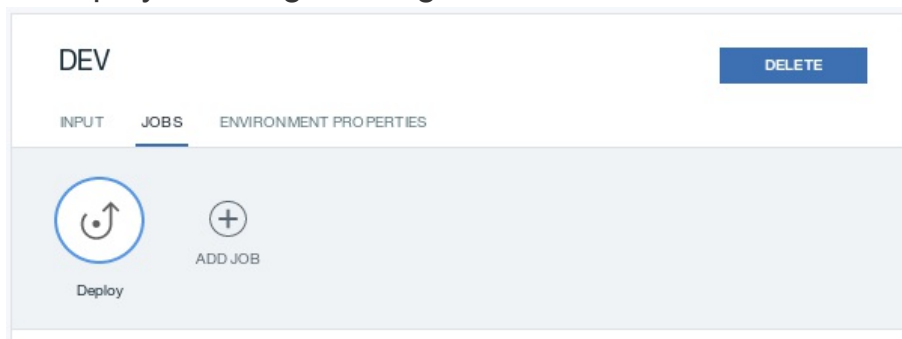 DEV
DELETE
INPUT JOBS ENVIRONMENT PROPERTIES
ADD JOB
Deploy